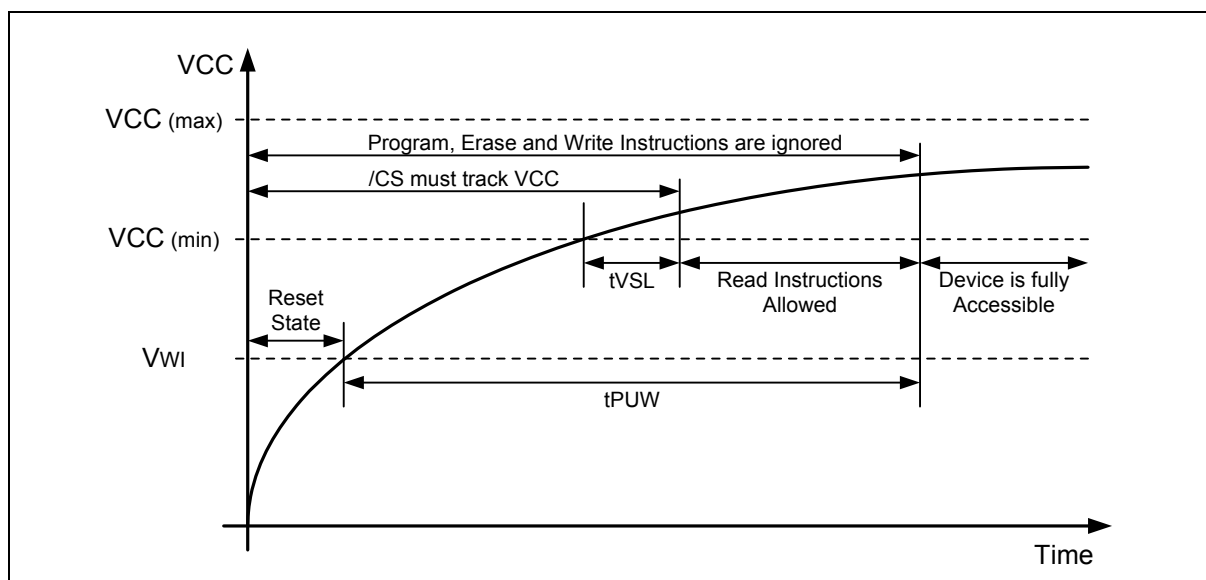 VCC
VCC (max)
Program, Erase and Write Instructions are ignored
/CS must track VCC
VCC (min)
tVSL
Read Instructions
Allowed
Device is fully
Accessible
Reset
State
VWI
tPUW
Time